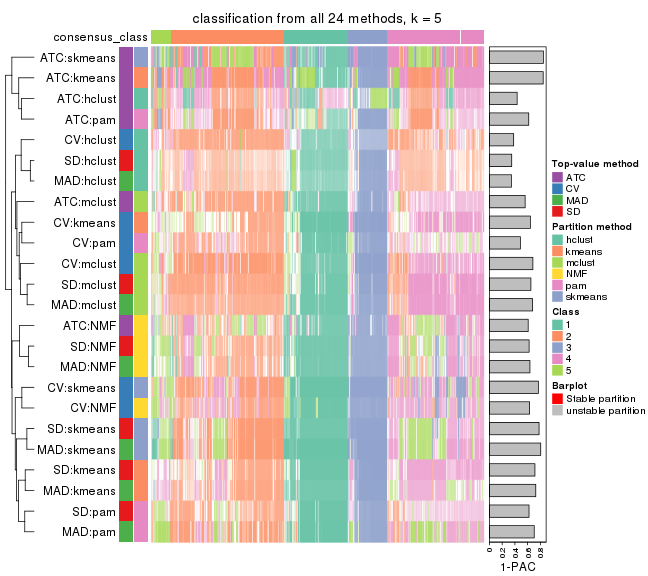 classification from all 24 methods, k = 5
consensus_class
ATC:skmeans
ATC:kmeans
ATC:hclust
ATC:pam
CV:hclust
SD:hclust
MAD:hclust
ATC:mclust
CV:kmeans
CV:pam
CV:mclust
SD:mclust
MAD:mclust
ATC:NMF
SD:NMF
MAD:NMF
CV:skmeans
CV:NMF
SD:skmeans
MAD:skmeans
SD:kmeans
MAD:kmeans
SD:pam
MAD:pam
0
0.2
0.4
0.6
0.8
1-PAC
Top-value method
ATC
CV
MAD
SD
Partition method
hclust
kmeans
mclust
NMF
pam
skmeans
Class
1
2
3
4
5
Barplot
Stable partition
unstable partition